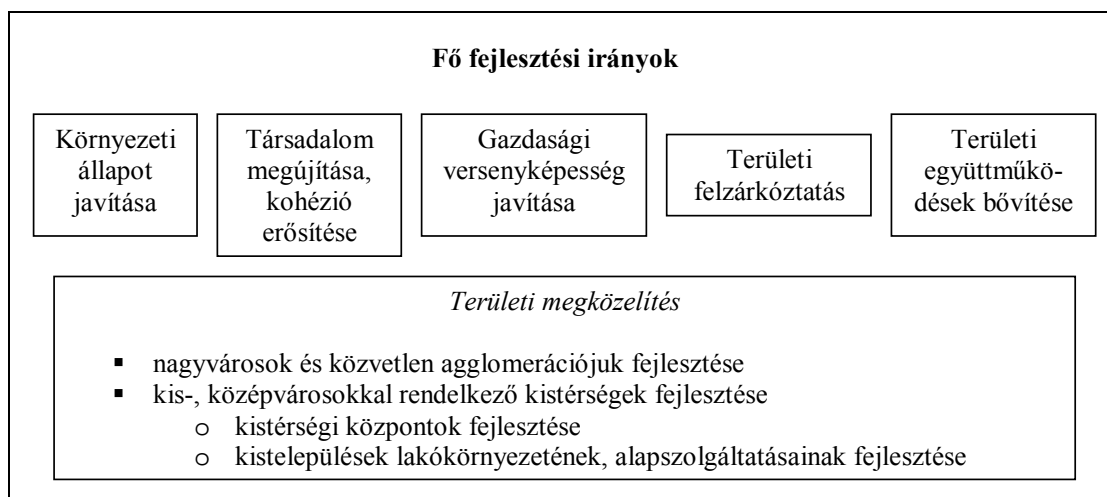 Fő fejlesztési irányok
Környezeti
állapot
javítása
Társadalom
megújítása,
kohézió
erősítése
Gazdasági
versenyképesség
javítása
Területi
felzárkóztatás
Területi
együttműkö-
dések bővítése
Területi megközelítés
▪ nagyvárosok és közvetlen agglomerációjuk fejlesztése
▪ kis-, középvárosokkal rendelkező kistérségek fejlesztése
o kistérségi központok fejlesztése
o kistelepülések lakókörnyezetének, alapszolgáltatásainak fejlesztése